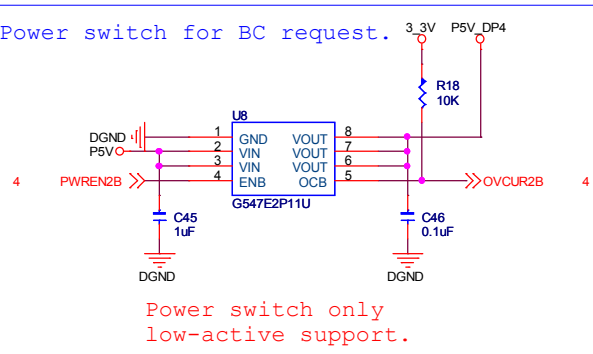 Power switch for BC request.
3_3V P5V_DP4
R18
10K
U8
DGND 1 GND VOUT 8
P5V 2 VIN VOUT 7
3 VIN VOUT 6
4 PWREN2B 4 ENB OCB 5 OVCUR2B 4
G547E2P11U
C45 C46
1uF 0.1uF
DGND DGND
Power switch only
low-active support.